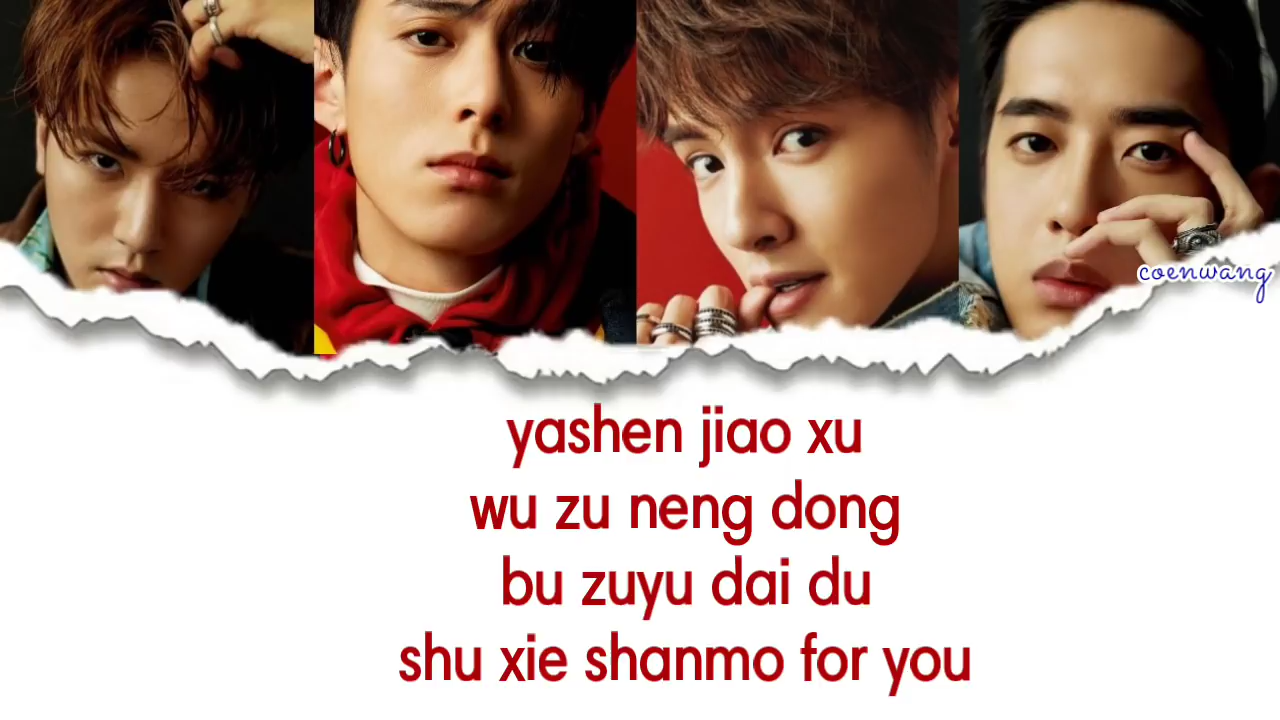 coenwang
yashen jiao xu
wu zu neng dong
bu zuyu dai du
shu xie shanmo for you